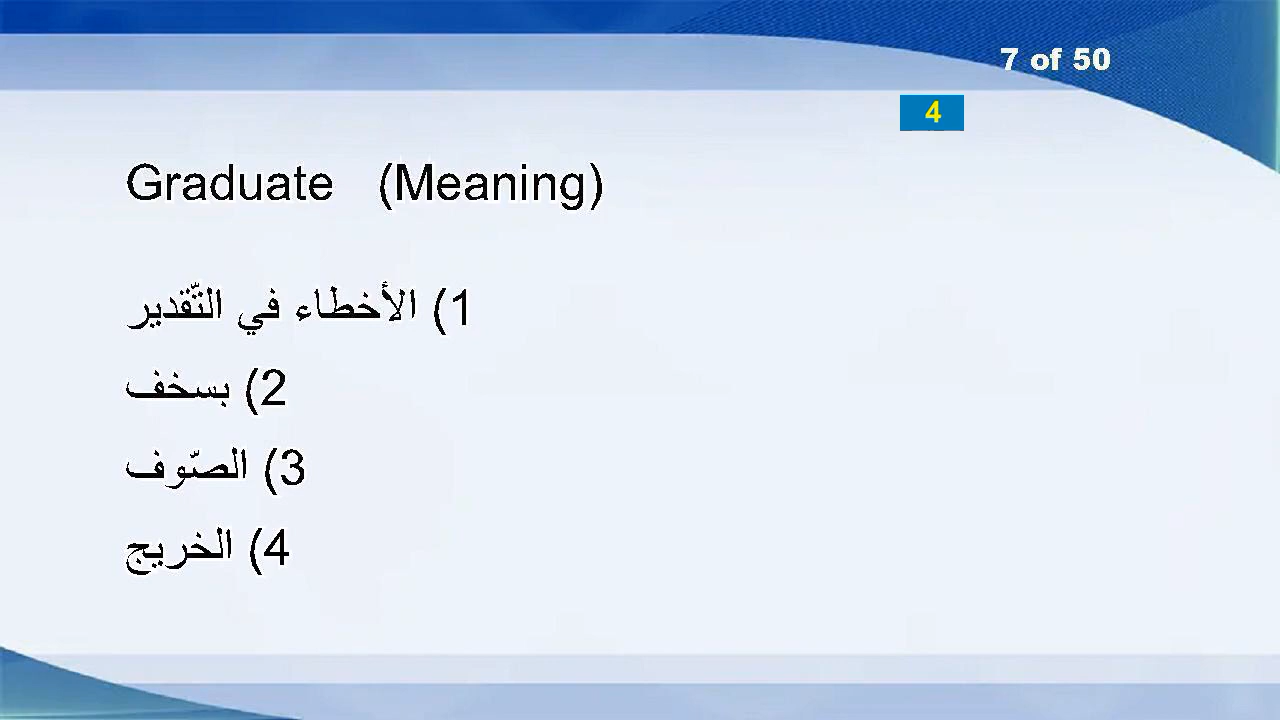 7 of 50
4
Graduate (Meaning)
1) الأخطاء في التّقدير
2) بسخف
3) الصّوف
4) الخريج